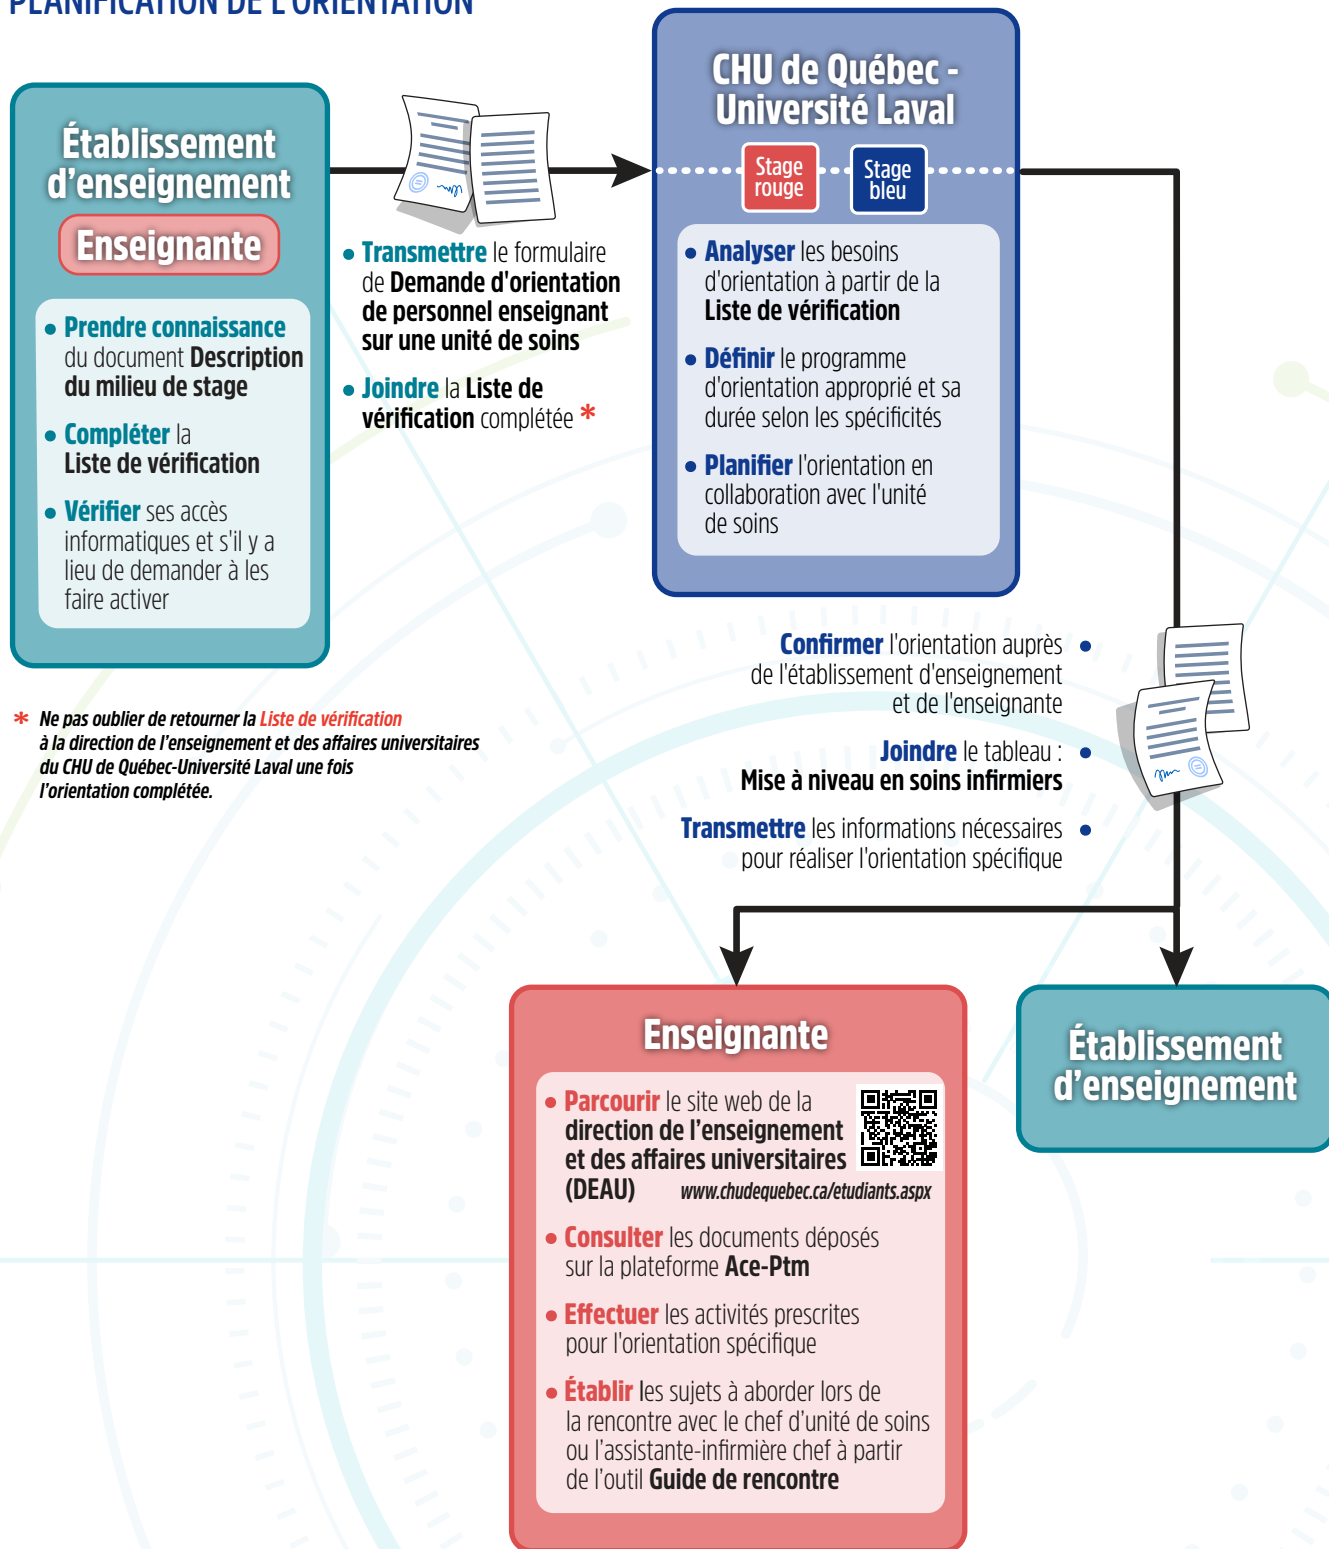 PLANIFICATION DE L'ORIENTATION
Établissement
d'enseignement
Enseignante
• Prendre connaissance
du document Description
du milieu de stage
• Compléter la
Liste de vérification
• Vérifier ses accès
informatiques et s'il y a
lieu de demander à les
faire activer
• Transmettre le formulaire
de Demande d'orientation
de personnel enseignant
sur une unité de soins
• Joindre la Liste de
vérification complétée *
CHU de Québec -
Université Laval
Stage
rouge
Stage
bleu
• Analyser les besoins
d'orientation à partir de la
Liste de vérification
• Définir le programme
d'orientation approprié et sa
durée selon les spécificités
• Planifier l'orientation en
collaboration avec l'unité
de soins
* Ne pas oublier de retourner la Liste de vérification
à la direction de l'enseignement et des affaires universitaires
du CHU de Québec-Université Laval une fois
l'orientation complétée.
Confirmer l'orientation auprès •
de l'établissement d'enseignement
et de l'enseignante
Joindre le tableau : •
Mise à niveau en soins infirmiers
Transmettre les informations nécessaires •
pour réaliser l'orientation spécifique
Enseignante
• Parcourir le site web de la
direction de l'enseignement
et des affaires universitaires
(DEAU) www.chudequebec.ca/etudiants.aspx
• Consulter les documents déposés
sur la plateforme Ace-Ptm
• Effectuer les activités prescrites
pour l'orientation spécifique
• Établir les sujets à aborder lors de
la rencontre avec le chef d'unité de soins
ou l'assistante-infirmière chef à partir
de l'outil Guide de rencontre
Établissement
d'enseignement